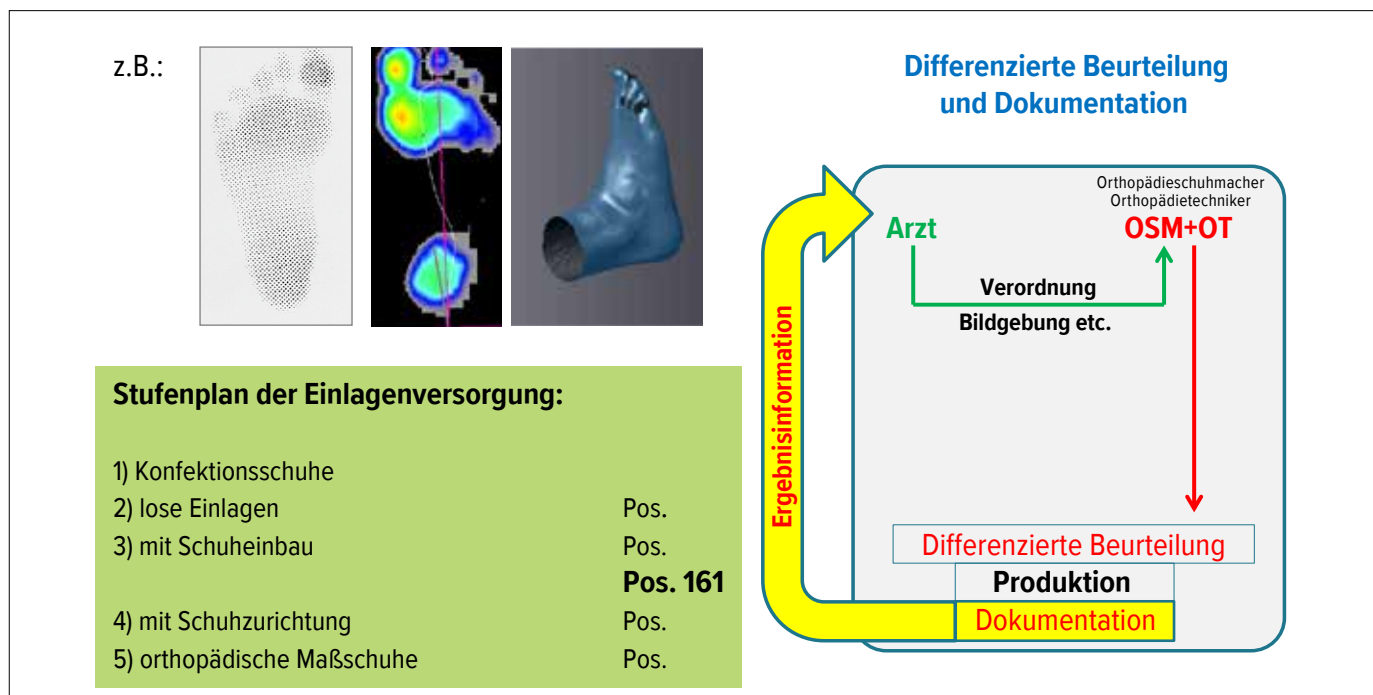 z.B.:
Differenzierte Beurteilung
und Dokumentation
Orthopädieschuhmacher
Orthopädietechniker
Arzt
OSM+OT
Verordnung
Bildgebung etc.
Ergebnisinformation
Differenzierte Beurteilung
Produktion
Dokumentation
Stufenplan der Einlagenversorgung:
1) Konfektionsschuhe
2) lose Einlagen Pos.
3) mit Schuheinbau Pos.
Pos. 161
4) mit Schuhzurichtung Pos.
5) orthopädische Maßschuhe Pos.